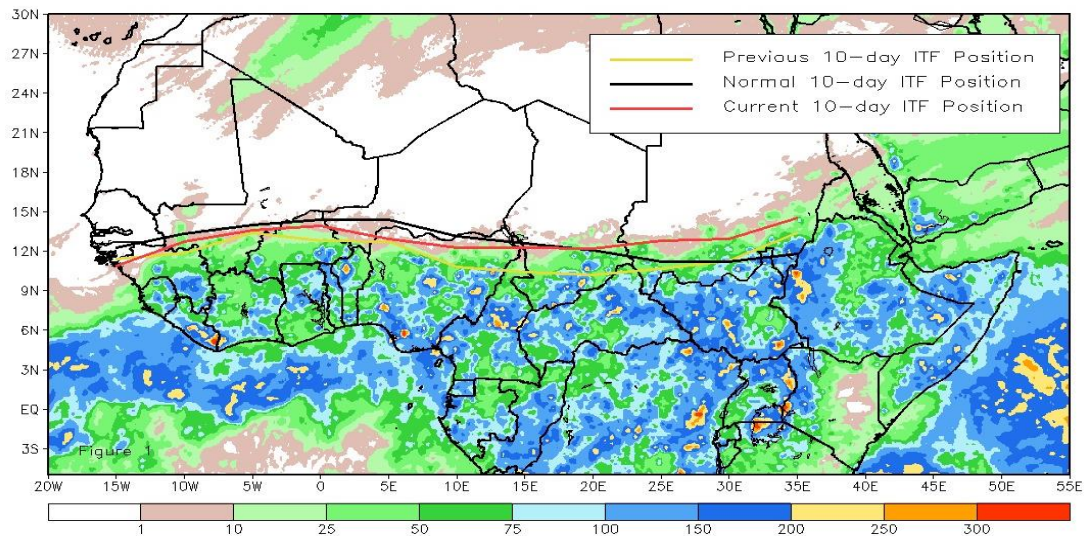 30N
27N
24N
21N
18N
15N
12N
9N
6N
3N
EQ
3S
Previous 10-day ITF Position
Normal 10-day ITF Position
Current 10-day ITF Position
Figure 1
20W 15W 10W 5W 0 5E 10E 15E 20E 25E 30E 35E 40E 45E 50E 55E
1 10 25 50 75 100 150 200 250 300